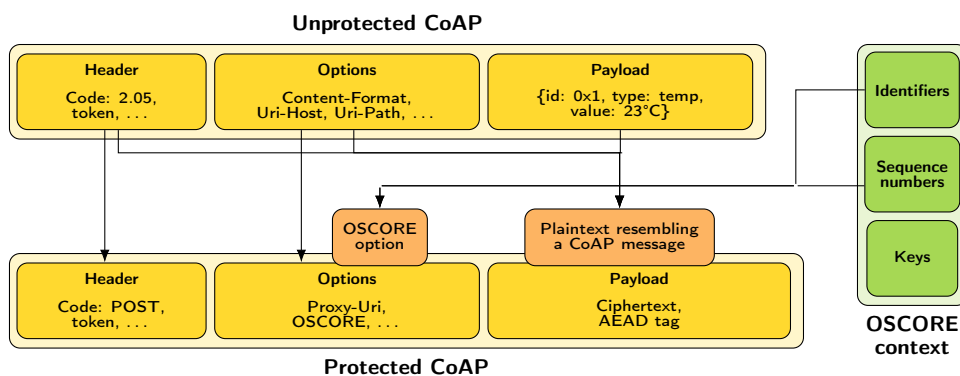 Unprotected CoAP
Header
Code: 2.05,
token, ...
Options
Content-Format,
Uri-Host, Uri-Path, ...
Payload
{id: 0x1, type: temp,
value: 23°C}
Identifiers
Sequence
numbers
Keys
OSCORE
context
OSCORE
option
Plaintext resembling
a CoAP message
Header
Code: POST,
token, ...
Options
Proxy-Uri,
OSCORE, ...
Payload
Ciphertext,
AEAD tag
Protected CoAP